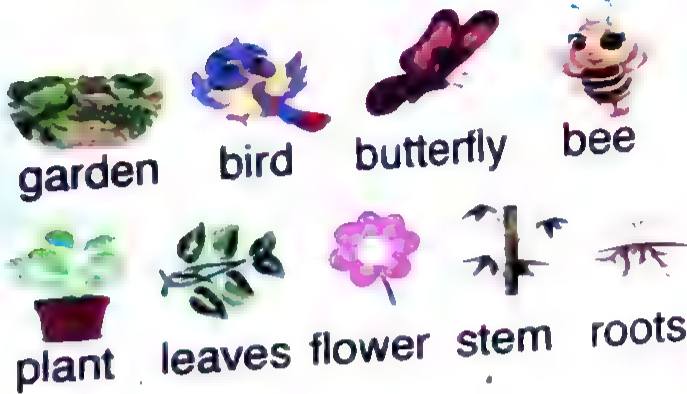 garden bird butterfly bee
plant leaves flower stem roots